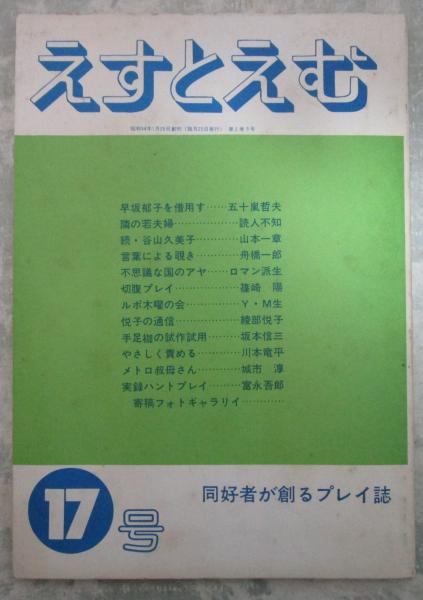 えすとえむ
昭和54年1月25日創刊（隔月25日発行）第2巻5号
早坂郁子を借用す……五十嵐哲夫
隣の若夫婦………………読人不知
続・谷山久美子…………山本一章
言葉による覗き…………舟橋一郎
不思議な国のアヤ……ロマン派生
切腹プレイ………………篠崎　陽
ルポ木曜の会……………Y・M生
悦子の通信………………綾部悦子
手足枷の試作試用………坂本信三
やさしく責める…………川本竜平
メトロ叔母さん…………城市　淳
実録ハントプレイ………富永吾郎
寄稿フォトギャラリイ…………
17号
同好者が創るプレイ誌